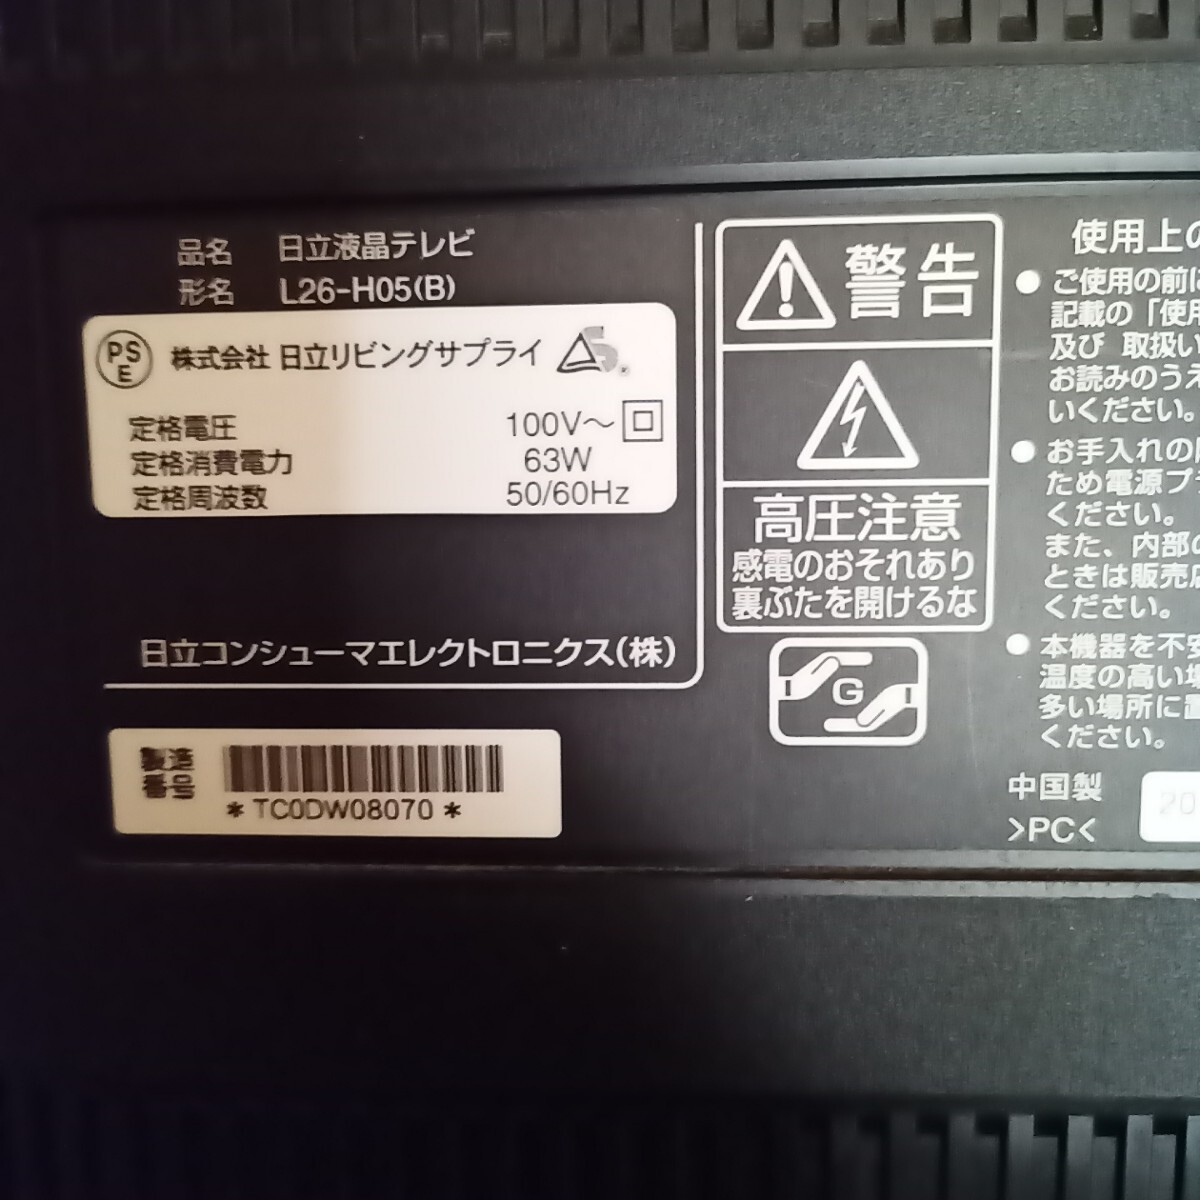 品名 日立液晶テレビ
形名 L26-H05(B)
PS
E
株式会社 日立リビングサプライ
S
定格電圧 100V～
定格消費電力 63W
定格周波数 50/60Hz
日立コンシューマエレクトロニクス(株)
製造
番号
* TC0DW08070 *
警告
高圧注意
感電のおそれあり
裏ぶたを開けるな
G
使用上の
● ご使用の前に
記載の「使用
及び 取扱い
お読みのうえ
いください。
● お手入れの
ため電源プラ
ください。
また、内部の
ときは販売店
ください。
● 本機器を不安
温度の高い場
多い場所に置
ください。
中国製
>PC<
20